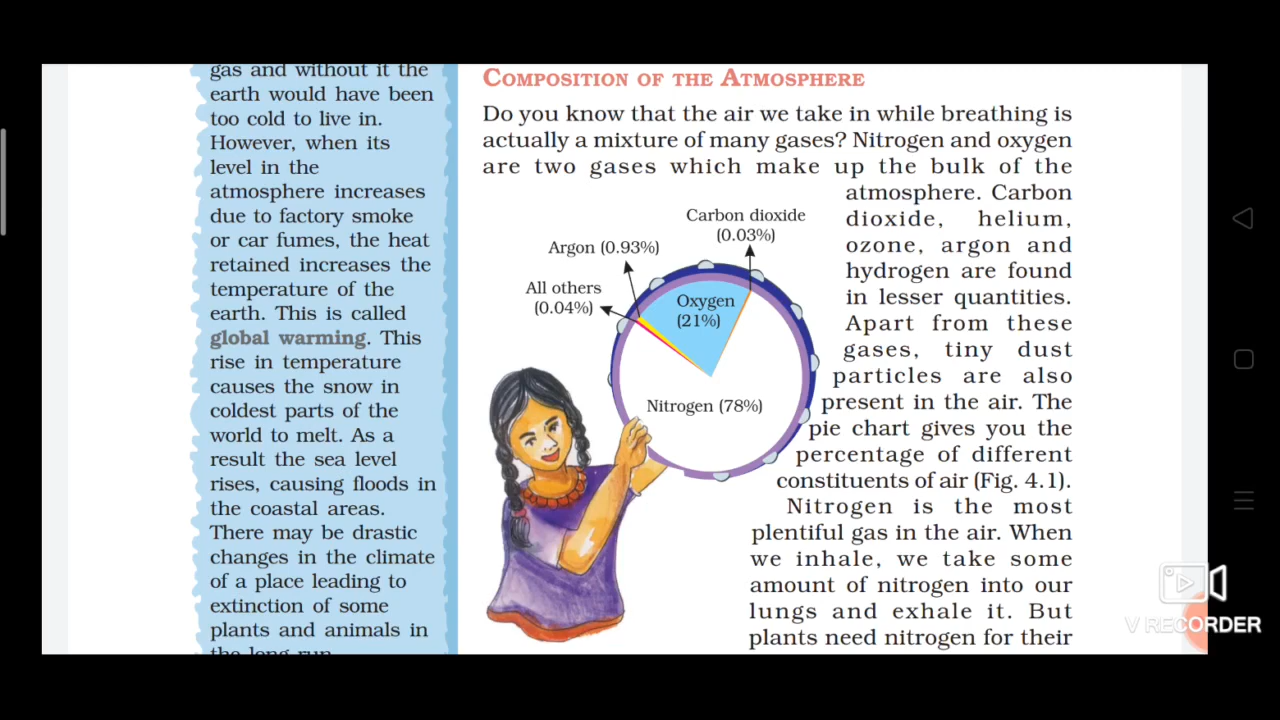 gas and without it the
earth would have been
too cold to live in.
However, when its
level in the
atmosphere increases
due to factory smoke
or car fumes, the heat
retained increases the
temperature of the
earth. This is called
global warming. This
rise in temperature
causes the snow in
coldest parts of the
world to melt. As a
result the sea level
rises, causing floods in
the coastal areas.
There may be drastic
changes in the climate
of a place leading to
extinction of some
plants and animals in
the long run.
COMPOSITION OF THE ATMOSPHERE
Do you know that the air we take in while breathing is
actually a mixture of many gases? Nitrogen and oxygen
are two gases which make up the bulk of the
atmosphere. Carbon
dioxide, helium,
ozone, argon and
hydrogen are found
in lesser quantities.
Apart from these
gases, tiny dust
particles are also
present in the air. The
pie chart gives you the
percentage of different
constituents of air (Fig. 4.1).
Nitrogen is the most
plentiful gas in the air. When
we inhale, we take some
amount of nitrogen into our
lungs and exhale it. But
plants need nitrogen for their
Carbon dioxide
(0.03%)
Argon (0.93%)
All others
(0.04%)
Oxygen
(21%)
Nitrogen (78%)
V RECORDER